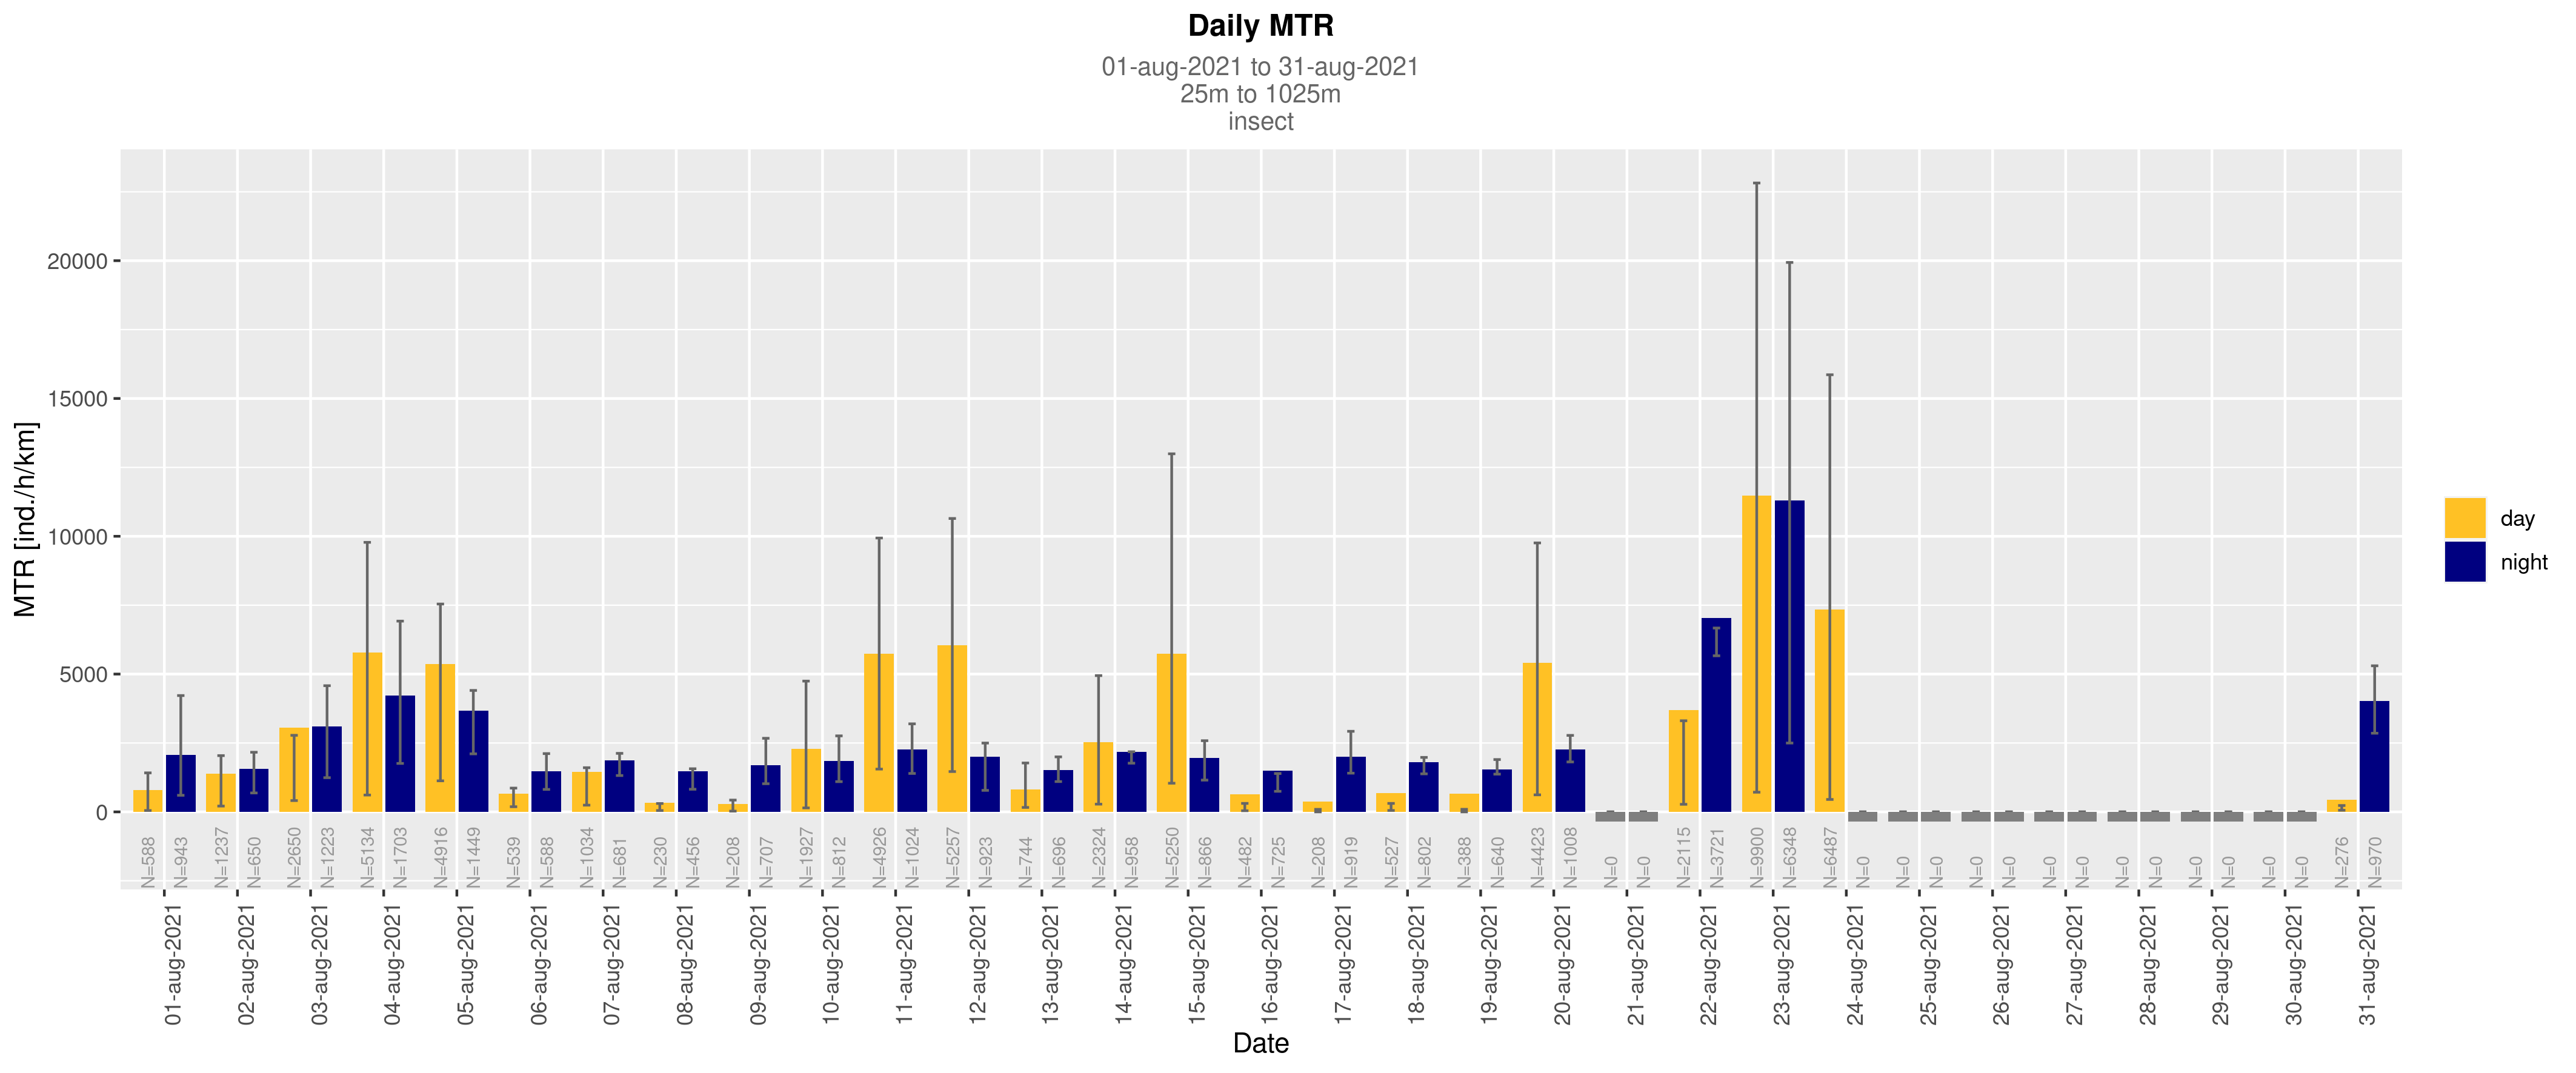 Daily MTR
01-aug-2021 to 31-aug-2021
25m to 1025m
insect
MTR [ind./h/km]
20000
15000
10000
5000
0
day
night
N=588 N=943 N=1237 N=650 N=2650 N=1223 N=5134 N=1703 N=4916 N=1449 N=539 N=588 N=1034 N=681 N=230 N=456 N=208 N=707 N=1927 N=812 N=4926 N=1024 N=5257 N=923 N=744 N=696 N=2324 N=958 N=5250 N=866 N=482 N=725 N=208 N=919 N=527 N=802 N=388 N=640 N=4423 N=1008 N=0 N=0 N=2115 N=3721 N=9900 N=6348 N=6487 N=0 N=0 N=0 N=0 N=0 N=0 N=0 N=0 N=0 N=0 N=0 N=0 N=0 N=276 N=970
01-aug-2021 02-aug-2021 03-aug-2021 04-aug-2021 05-aug-2021 06-aug-2021 07-aug-2021 08-aug-2021 09-aug-2021 10-aug-2021 11-aug-2021 12-aug-2021 13-aug-2021 14-aug-2021 15-aug-2021 16-aug-2021 17-aug-2021 18-aug-2021 19-aug-2021 20-aug-2021 21-aug-2021 22-aug-2021 23-aug-2021 24-aug-2021 25-aug-2021 26-aug-2021 27-aug-2021 28-aug-2021 29-aug-2021 30-aug-2021 31-aug-2021
Date